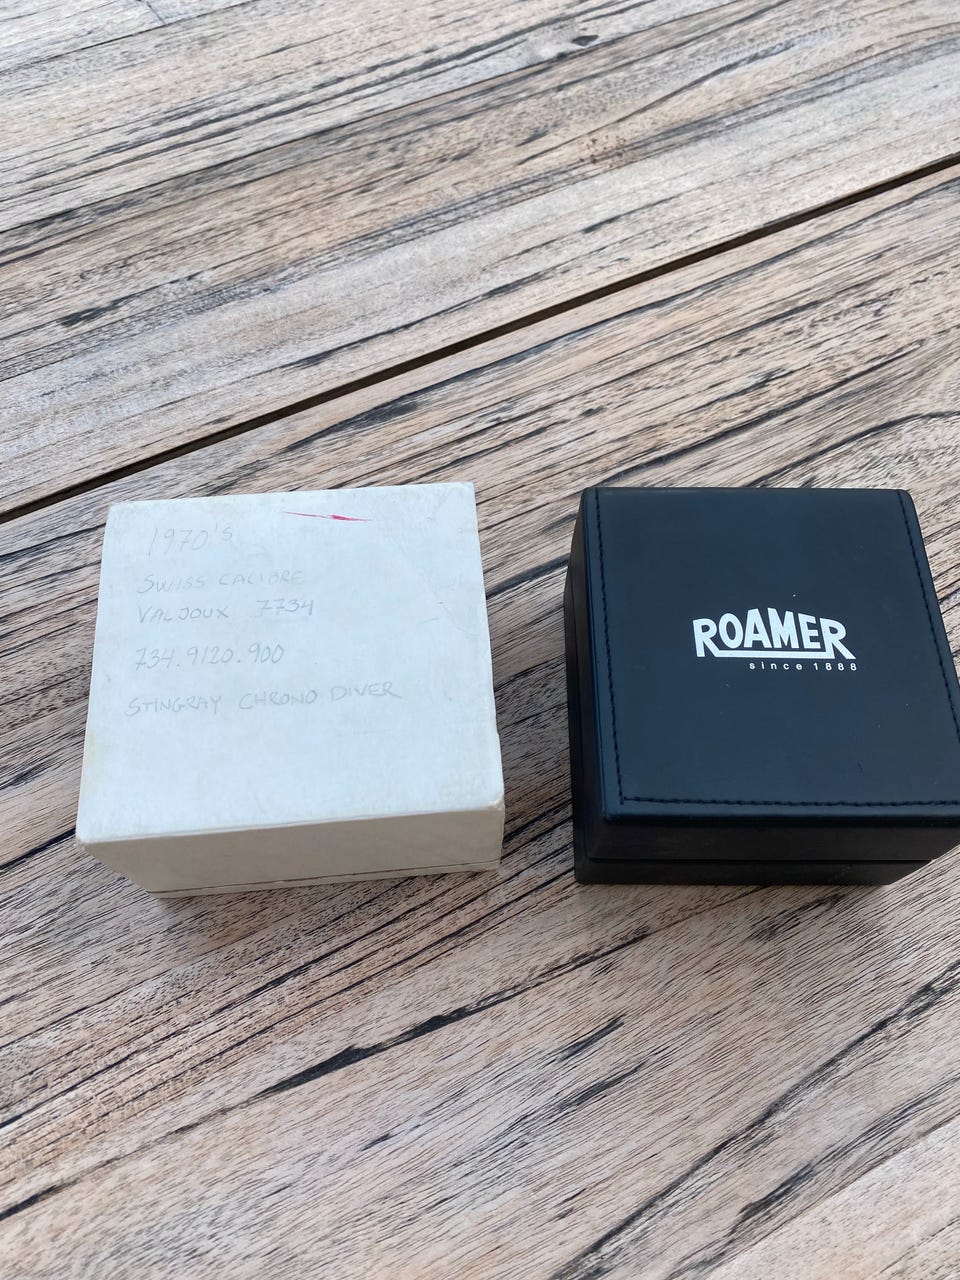 1970's
SWISS CALIBRE
VALJOUX 7734
734.9120.900
STINGRAY CHRONO DIVER
ROAMER
since 1888